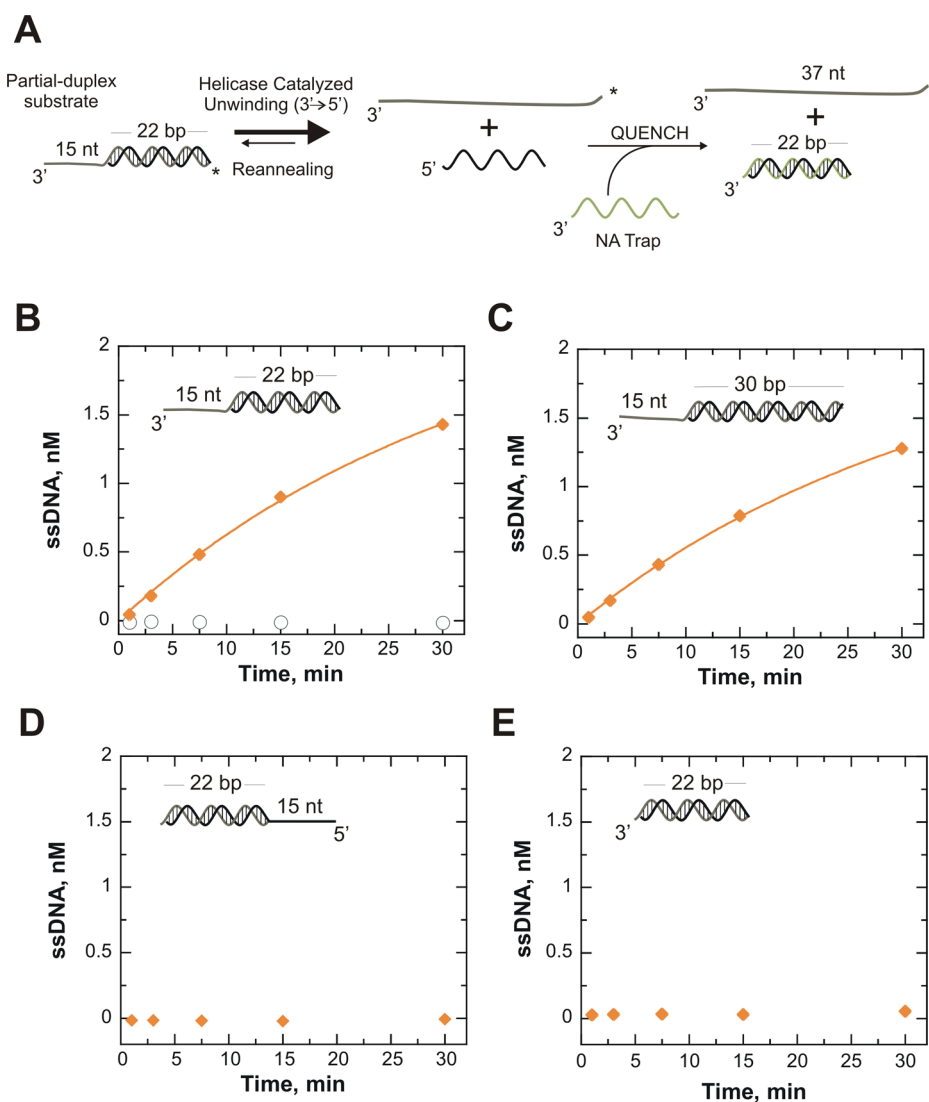 A
Partial-duplex
substrate
22 bp
15 nt
3’
*
Helicase Catalyzed
Unwinding (3’→5’)
Reannealing
3’
*
+
5’
QUENCH
3’
NA Trap
37 nt
3’
+
22 bp
3’
B
ssDNA, nM
2
1.5
1
0.5
0
22 bp
15 nt
3’
0 5 10 15 20 25 30
Time, min
C
ssDNA, nM
2
1.5
1
0.5
0
30 bp
15 nt
3’
0 5 10 15 20 25 30
Time, min
D
ssDNA, nM
2
1.5
1
0.5
0
22 bp
15 nt
5’
0 5 10 15 20 25 30
Time, min
E
ssDNA, nM
2
1.5
1
0.5
0
22 bp
3’
0 5 10 15 20 25 30
Time, min